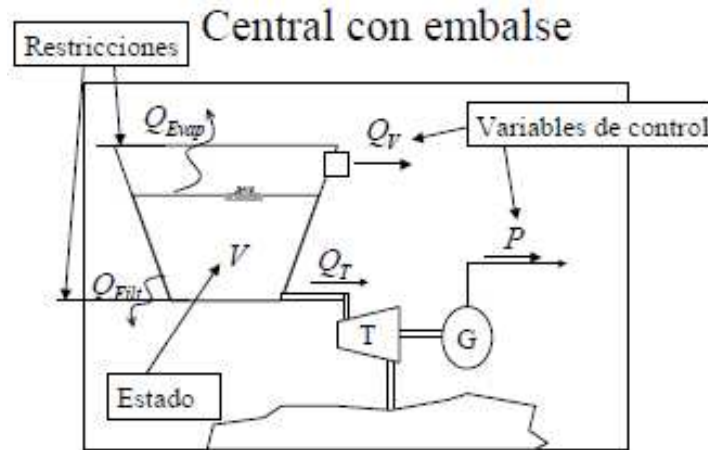 Central con embalse
Restricciones
Q_Evap
Q_V
Variables de control
P
V
Q_T
Q_Filt
T
G
Estado